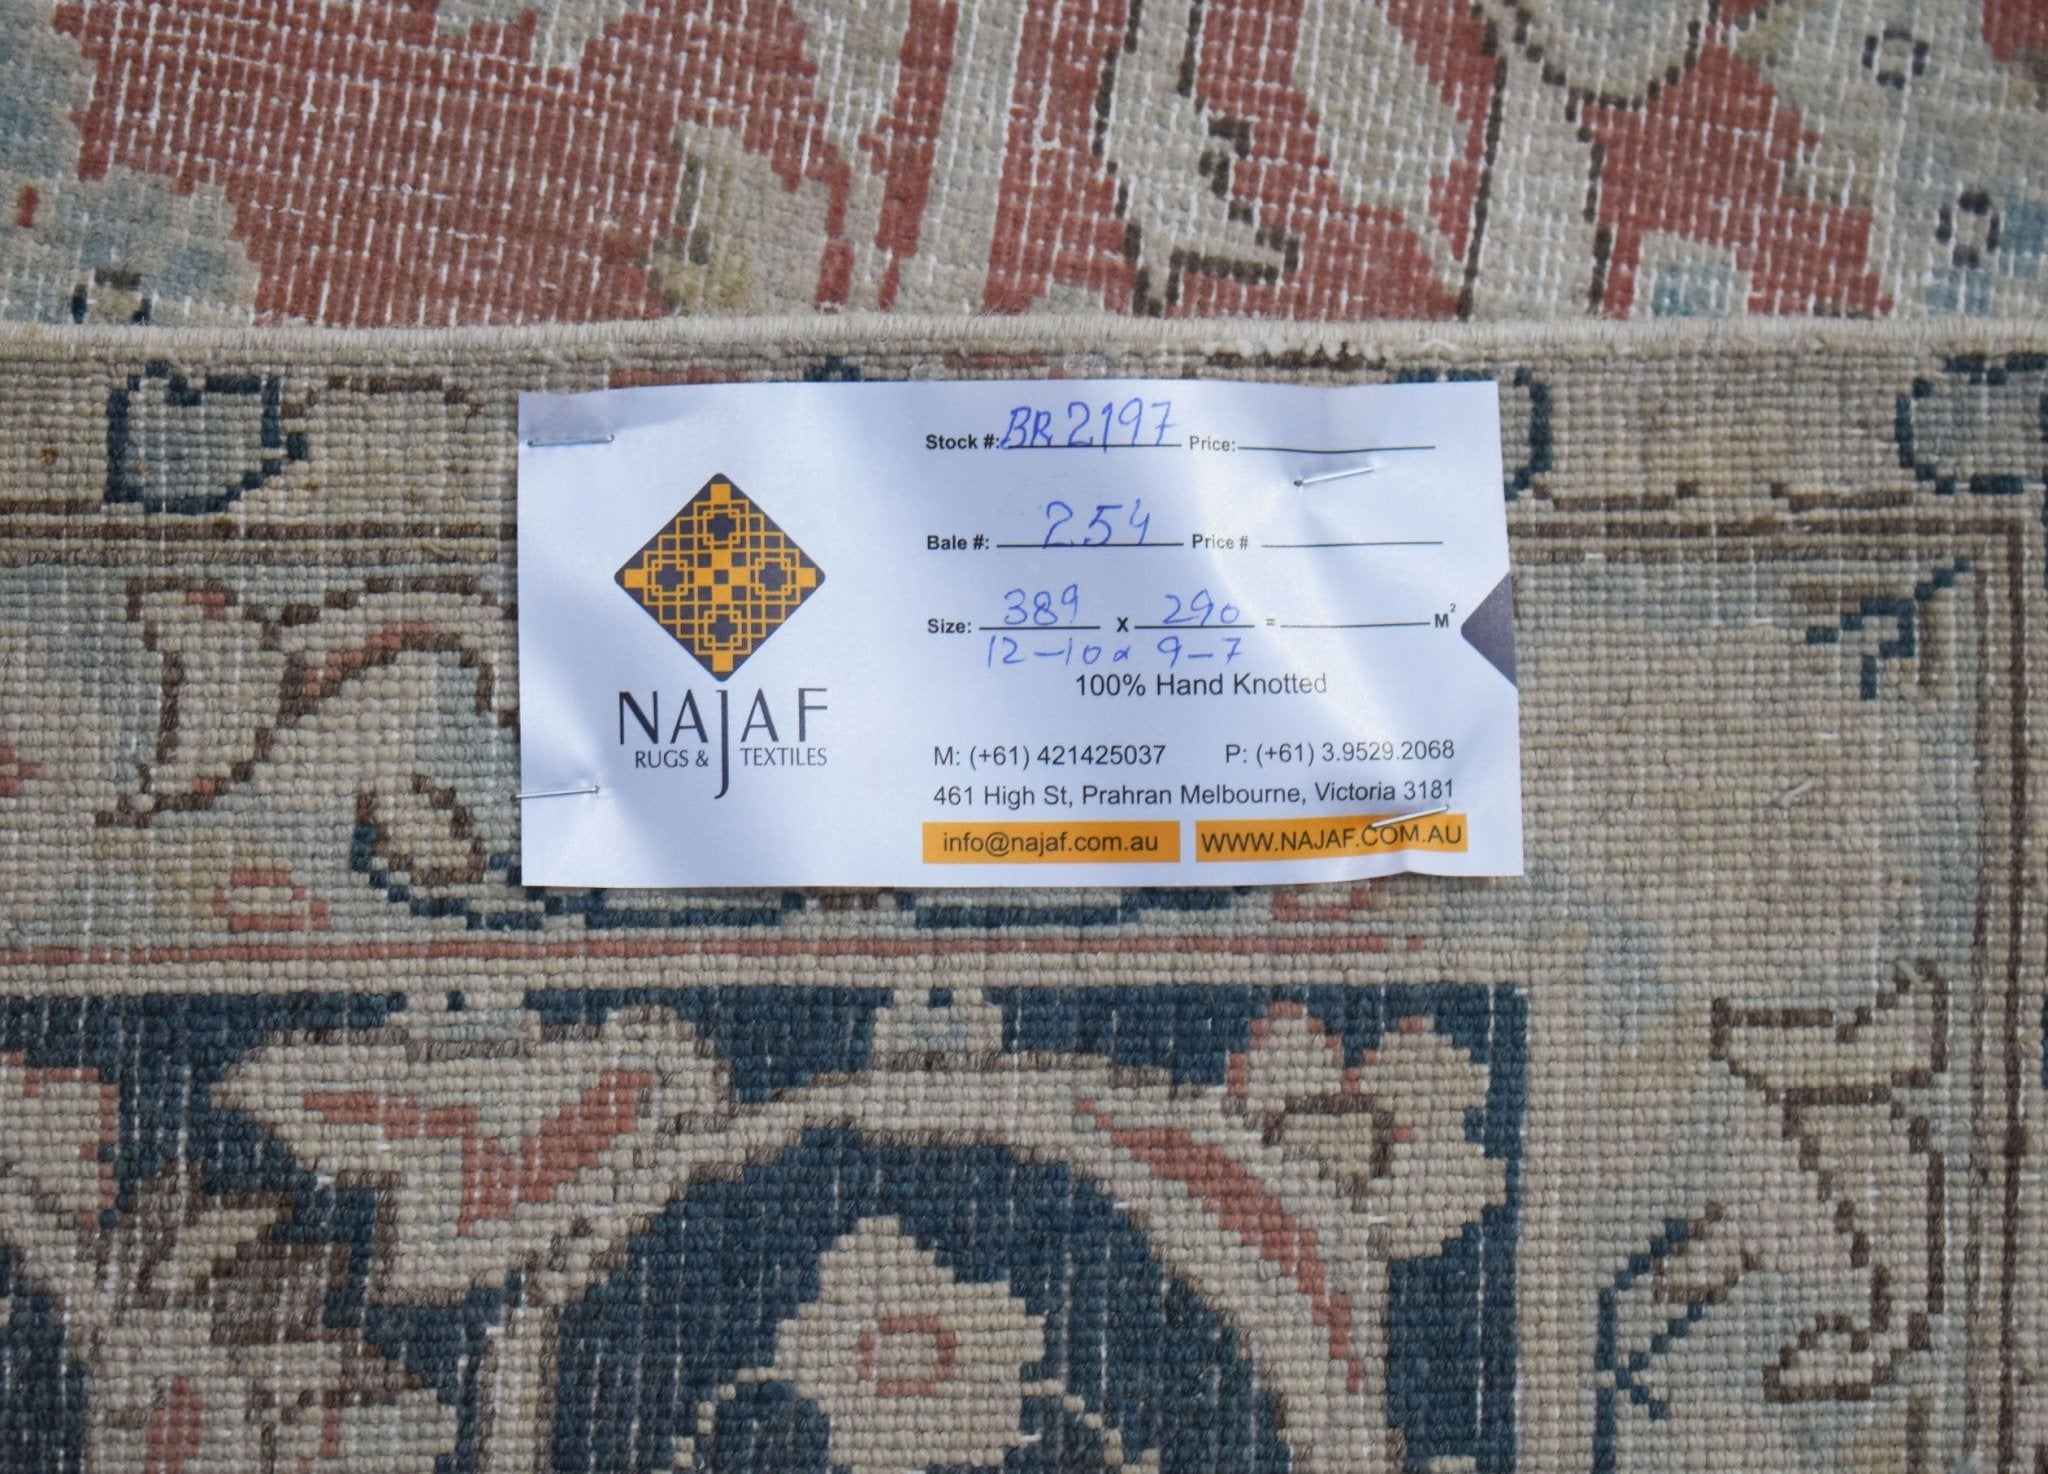 Stock #: BR 2197 Price:
Bale #: 254 Price #
Size: 389 x 290 = M²
12-10 x 9-7
100% Hand Knotted
NAJAF
RUGS & TEXTILES
M: (+61) 421425037 P: (+61) 3.9529.2068
461 High St, Prahran Melbourne, Victoria 3181
info@najaf.com.au WWW.NAJAF.COM.AU